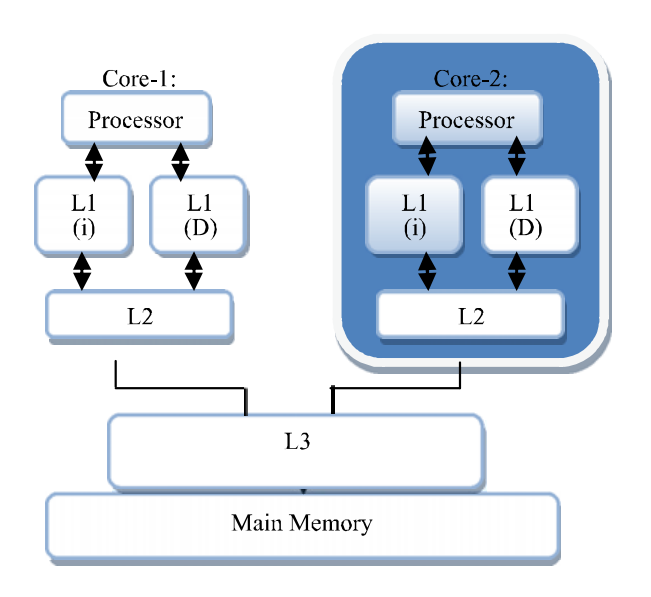 Core-1:
Core-2:
Processor
Processor
L1
(i)
L1
(D)
L1
(i)
L1
(D)
L2
L2
L3
Main Memory